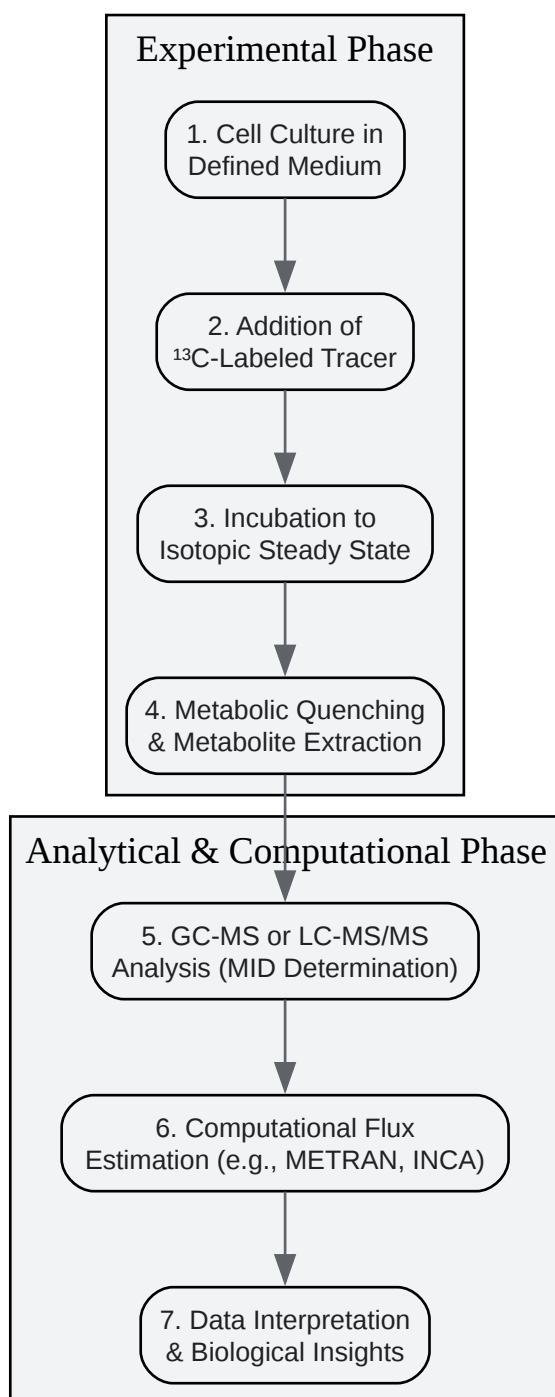 Experimental Phase
1. Cell Culture in
Defined Medium
2. Addition of
¹³C-Labeled Tracer
3. Incubation to
Isotopic Steady State
4. Metabolic Quenching
& Metabolite Extraction
Analytical & Computational Phase
5. GC-MS or LC-MS/MS
Analysis (MID Determination)
6. Computational Flux
Estimation (e.g., METRAN, INCA)
7. Data Interpretation
& Biological Insights